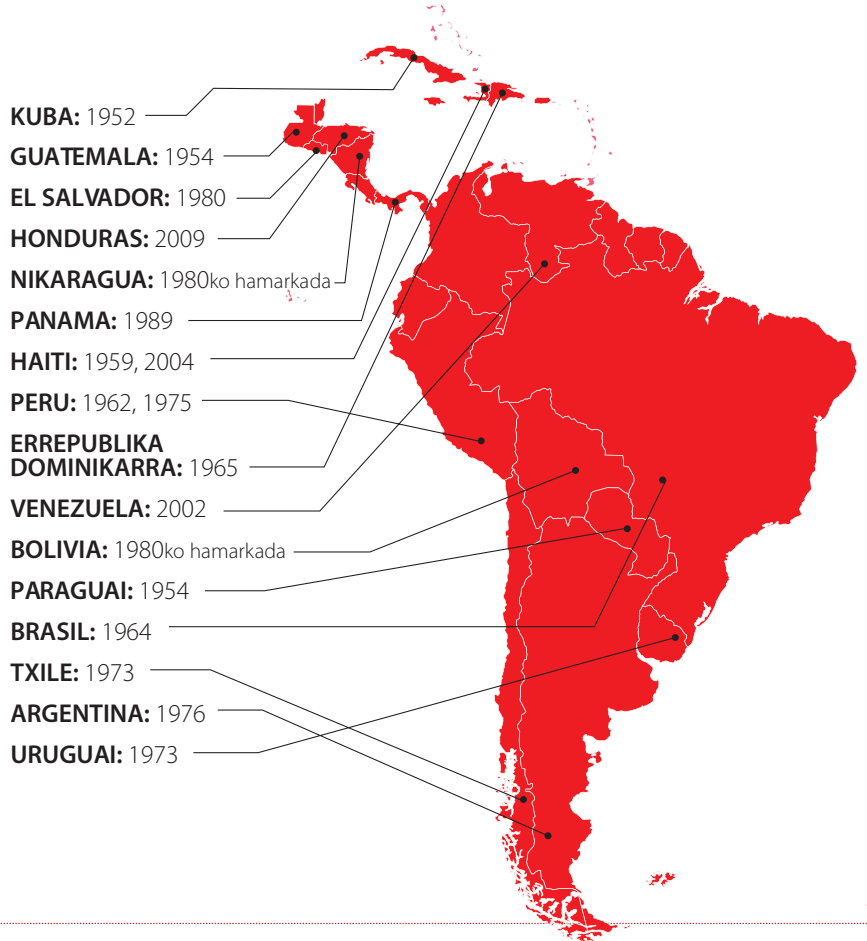 KUBA: 1952
GUATEMALA: 1954
EL SALVADOR: 1980
HONDURAS: 2009
NIKARAGUA: 1980ko hamarkada
PANAMA: 1989
HAITI: 1959, 2004
PERU: 1962, 1975
ERREPUBLIKA
DOMINIKARRA: 1965
VENEZUELA: 2002
BOLIVIA: 1980ko hamarkada
PARAGUAI: 1954
BRASIL: 1964
TXILE: 1973
ARGENTINA: 1976
URUGUAI: 1973